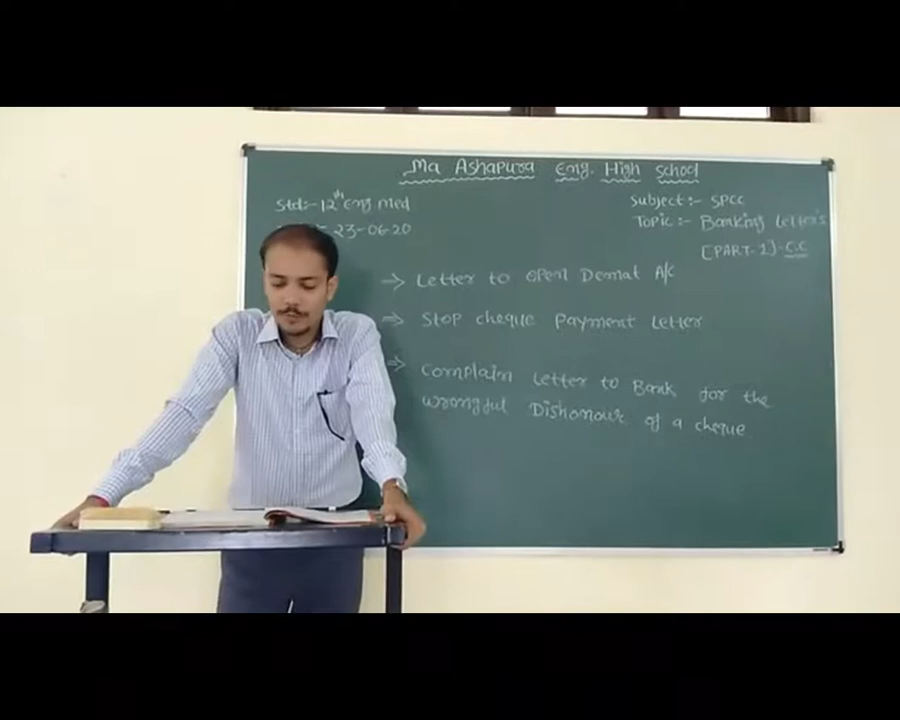 Ma Ashapura Eng. High School
Std:- 12th Eng Med
Subject:- SPCC
23-06-20
Topic:- Banking Letter's
[PART-1]-C.C
⇒ Letter to open Demat A/c
⇒ Stop cheque payment Letter
⇒ Complain Letter to Bank for the
wrongful Dishonour of a cheque